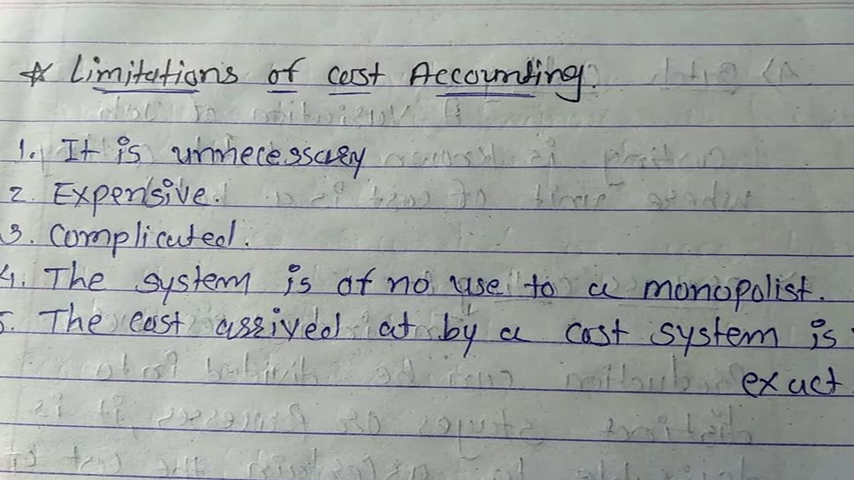 ☆ Limitations of cost Accounting.
1. It is unnecessary
2. Expensive.
3. Complicated.
4. The system is of no use to a monopolist.
5. The cost arrived at by a cost system is
exact